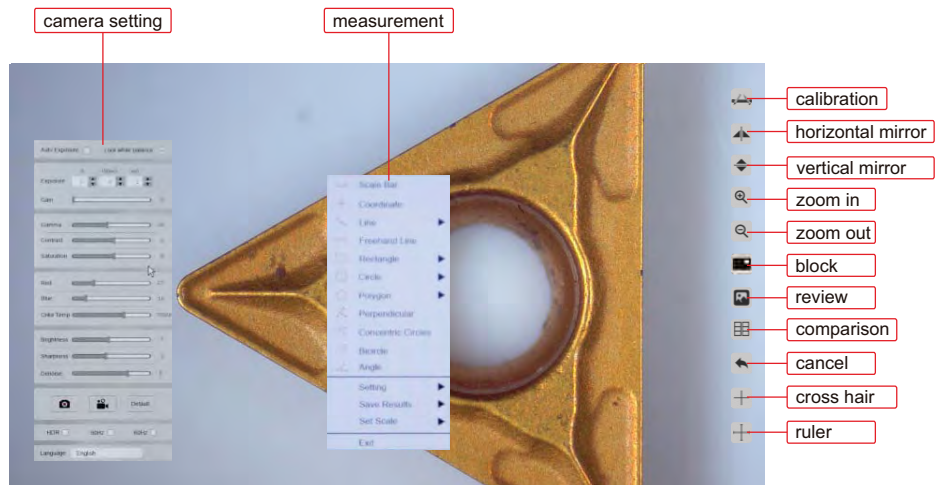 camera setting
measurement
calibration
horizontal mirror
vertical mirror
zoom in
zoom out
block
review
comparison
cancel
cross hair
ruler
Auto Exposure
Lock white balance
Exposure
Gain
Gamma
Contrast
Saturation
Red
Blue
Color Temp
Brightness
Sharpness
Denoise
Default
HDR
50Hz
60Hz
Language English
Scale Bar
Coordinate
Line
Freehand Line
Rectangle
Circle
Polygon
Perpendicular
Concentric Circles
Bicircle
Angle
Setting
Save Results
Set Scale
Exit